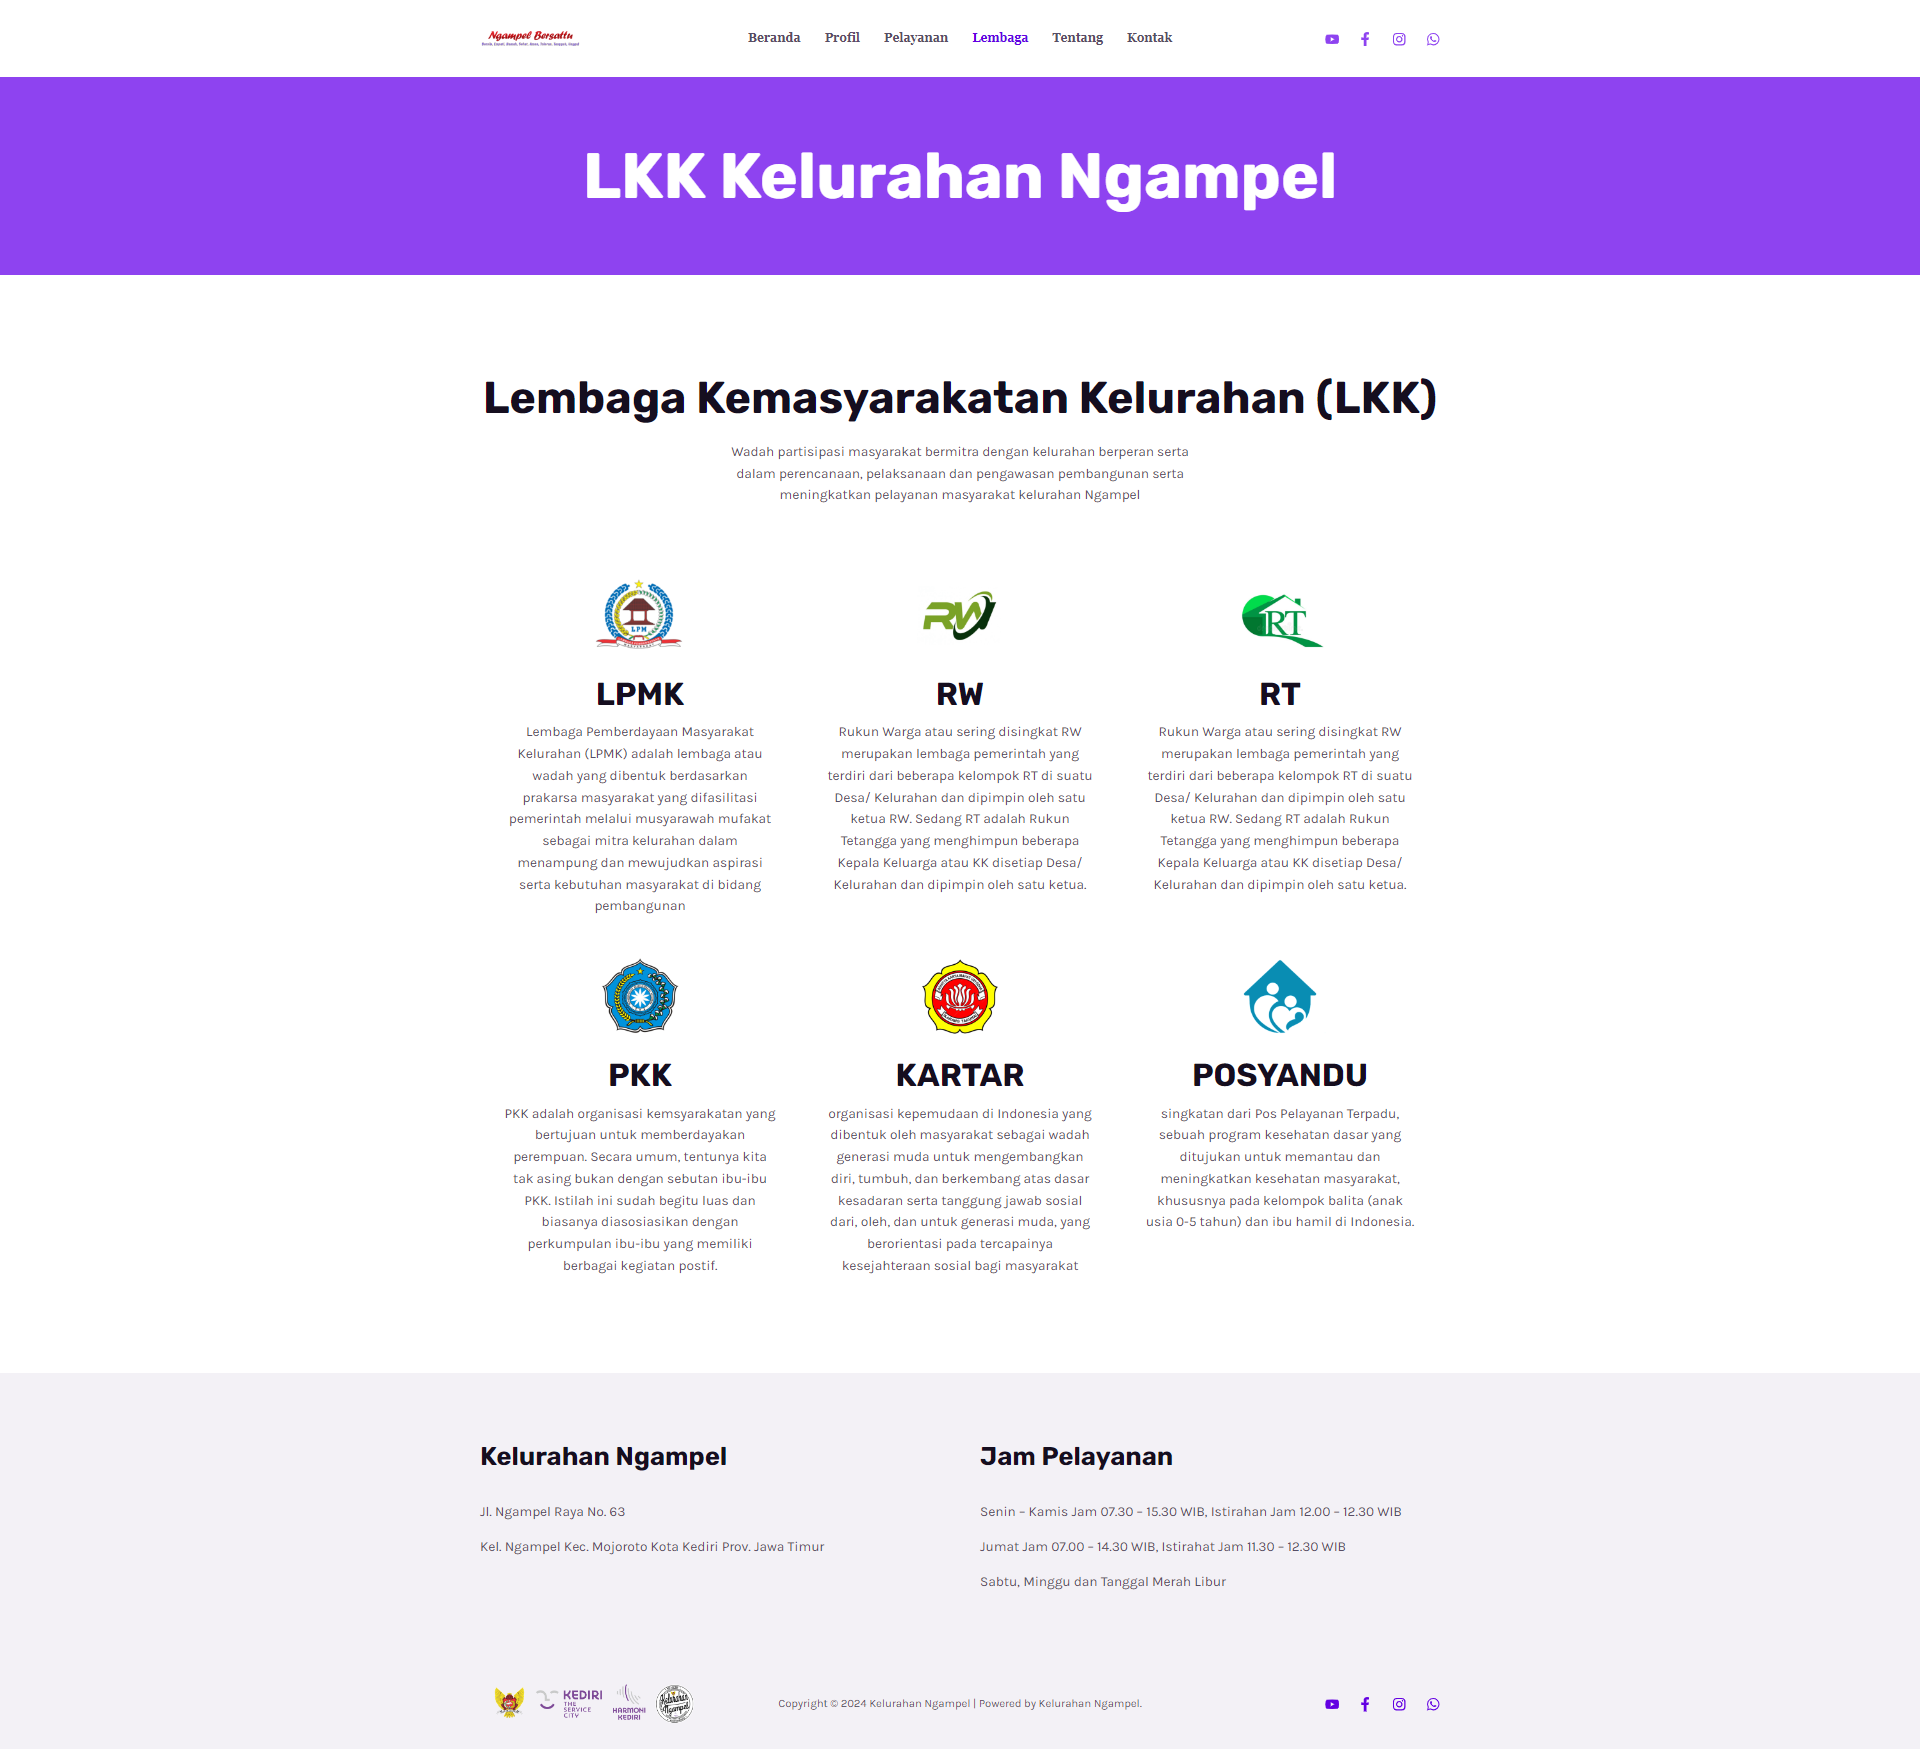 Ngampel Bersattu
Beranda Profil Pelayanan Lembaga Tentang Kontak
LKK Kelurahan Ngampel
Lembaga Kemasyarakatan Kelurahan (LKK)
Wadah partisipasi masyarakat bermitra dengan kelurahan berperan serta
dalam perencanaan, pelaksanaan dan pengawasan pembangunan serta
meningkatkan pelayanan masyarakat kelurahan Ngampel
LPM
LPMK
Lembaga Pemberdayaan Masyarakat
Kelurahan (LPMK) adalah lembaga atau
wadah yang dibentuk berdasarkan
prakarsa masyarakat yang difasilitasi
pemerintah melalui musyarawah mufakat
sebagai mitra kelurahan dalam
menampung dan mewujudkan aspirasi
serta kebutuhan masyarakat di bidang
pembangunan
RW
RW
Rukun Warga atau sering disingkat RW
merupakan lembaga pemerintah yang
terdiri dari beberapa kelompok RT di suatu
Desa/ Kelurahan dan dipimpin oleh satu
ketua RW. Sedang RT adalah Rukun
Tetangga yang menghimpun beberapa
Kepala Keluarga atau KK disetiap Desa/
Kelurahan dan dipimpin oleh satu ketua.
RT
RT
Rukun Warga atau sering disingkat RW
merupakan lembaga pemerintah yang
terdiri dari beberapa kelompok RT di suatu
Desa/ Kelurahan dan dipimpin oleh satu
ketua RW. Sedang RT adalah Rukun
Tetangga yang menghimpun beberapa
Kepala Keluarga atau KK disetiap Desa/
Kelurahan dan dipimpin oleh satu ketua.
PKK
PKK adalah organisasi kemsyarakatan yang
bertujuan untuk memberdayakan
perempuan. Secara umum, tentunya kita
tak asing bukan dengan sebutan ibu-ibu
PKK. Istilah ini sudah begitu luas dan
biasanya diasosiasikan dengan
perkumpulan ibu-ibu yang memiliki
berbagai kegiatan postif.
KARTAR
organisasi kepemudaan di Indonesia yang
dibentuk oleh masyarakat sebagai wadah
generasi muda untuk mengembangkan
diri, tumbuh, dan berkembang atas dasar
kesadaran serta tanggung jawab sosial
dari, oleh, dan untuk generasi muda, yang
berorientasi pada tercapainya
kesejahteraan sosial bagi masyarakat
POSYANDU
singkatan dari Pos Pelayanan Terpadu,
sebuah program kesehatan dasar yang
ditujukan untuk memantau dan
meningkatkan kesehatan masyarakat,
khususnya pada kelompok balita (anak
usia 0-5 tahun) dan ibu hamil di Indonesia.
Kelurahan Ngampel
Jl. Ngampel Raya No. 63
Kel. Ngampel Kec. Mojoroto Kota Kediri Prov. Jawa Timur
Jam Pelayanan
Senin – Kamis Jam 07.30 – 15.30 WIB, Istirahan Jam 12.00 – 12.30 WIB
Jumat Jam 07.00 – 14.30 WIB, Istirahat Jam 11.30 – 12.30 WIB
Sabtu, Minggu dan Tanggal Merah Libur
KEDIRI
THE
SERVICE
CITY
HARMONI
KEDIRI
Kelurahan
Ngampel
Copyright © 2024 Kelurahan Ngampel | Powered by Kelurahan Ngampel.